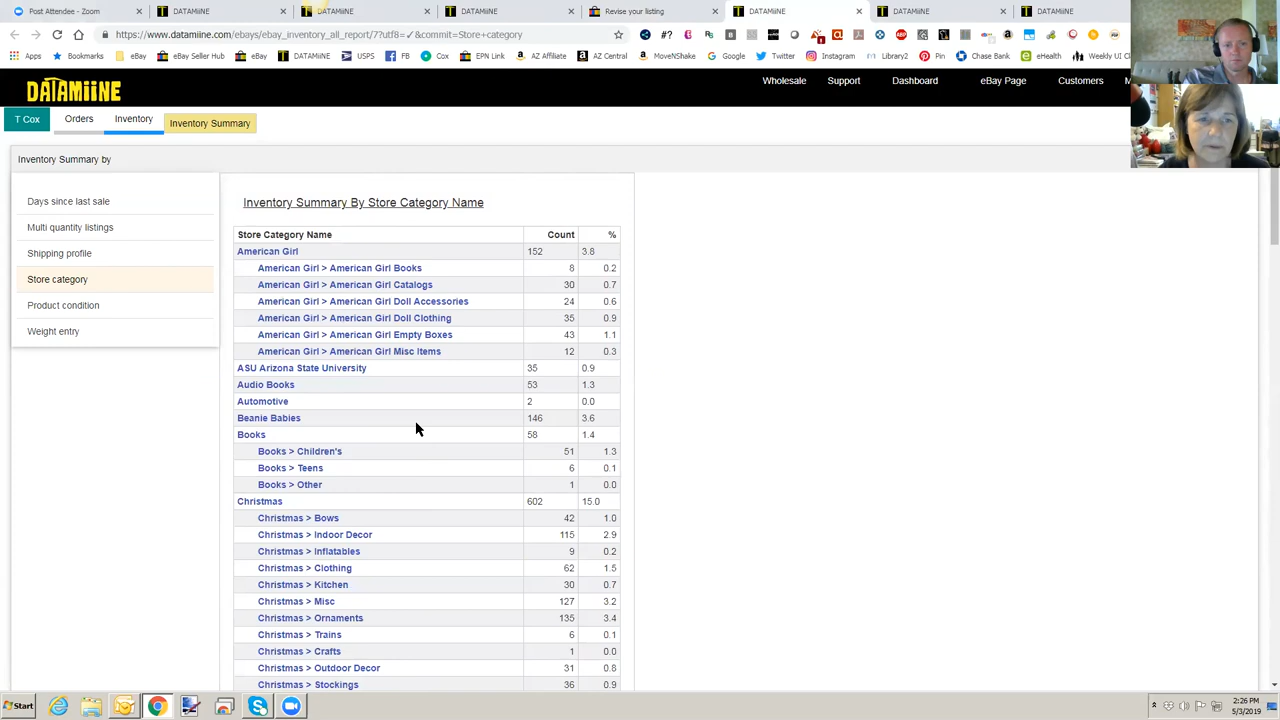 Post Attendee - Zoom
DATAMIINE
DATAMIINE
DATAMIINE
Revise your listing
DATAMIINE
DATAMIINE
DATAMIINE
https://www.datamiine.com/ebays/ebay_inventory_all_report/7?utf8=✓&commit=Store+category
Apps
Bookmarks
eBay
eBay Seller Hub
eBay
DATAMiiNE
USPS
FB
Cox
EPN Link
AZ Affiliate
AZ Central
MoveNShake
Google
Twitter
Instagram
Library2
Pin
Chase Bank
eHealth
Weekly UI Cl
DATAMIINE
Wholesale
Support
Dashboard
eBay Page
Customers
T Cox
Orders
Inventory
Inventory Summary
Inventory Summary by
Days since last sale
Multi quantity listings
Shipping profile
Store category
Product condition
Weight entry
Inventory Summary By Store Category Name
Store Category Name Count %
American Girl 152 3.8
American Girl > American Girl Books 8 0.2
American Girl > American Girl Catalogs 30 0.7
American Girl > American Girl Doll Accessories 24 0.6
American Girl > American Girl Doll Clothing 35 0.9
American Girl > American Girl Empty Boxes 43 1.1
American Girl > American Girl Misc Items 12 0.3
ASU Arizona State University 35 0.9
Audio Books 53 1.3
Automotive 2 0.0
Beanie Babies 146 3.6
Books 58 1.4
Books > Children's 51 1.3
Books > Teens 6 0.1
Books > Other 1 0.0
Christmas 602 15.0
Christmas > Bows 42 1.0
Christmas > Indoor Decor 115 2.9
Christmas > Inflatables 9 0.2
Christmas > Clothing 62 1.5
Christmas > Kitchen 30 0.7
Christmas > Misc 127 3.2
Christmas > Ornaments 135 3.4
Christmas > Trains 6 0.1
Christmas > Crafts 1 0.0
Christmas > Outdoor Decor 31 0.8
Christmas > Stockings 36 0.9
Start
2:26 PM
5/3/2019